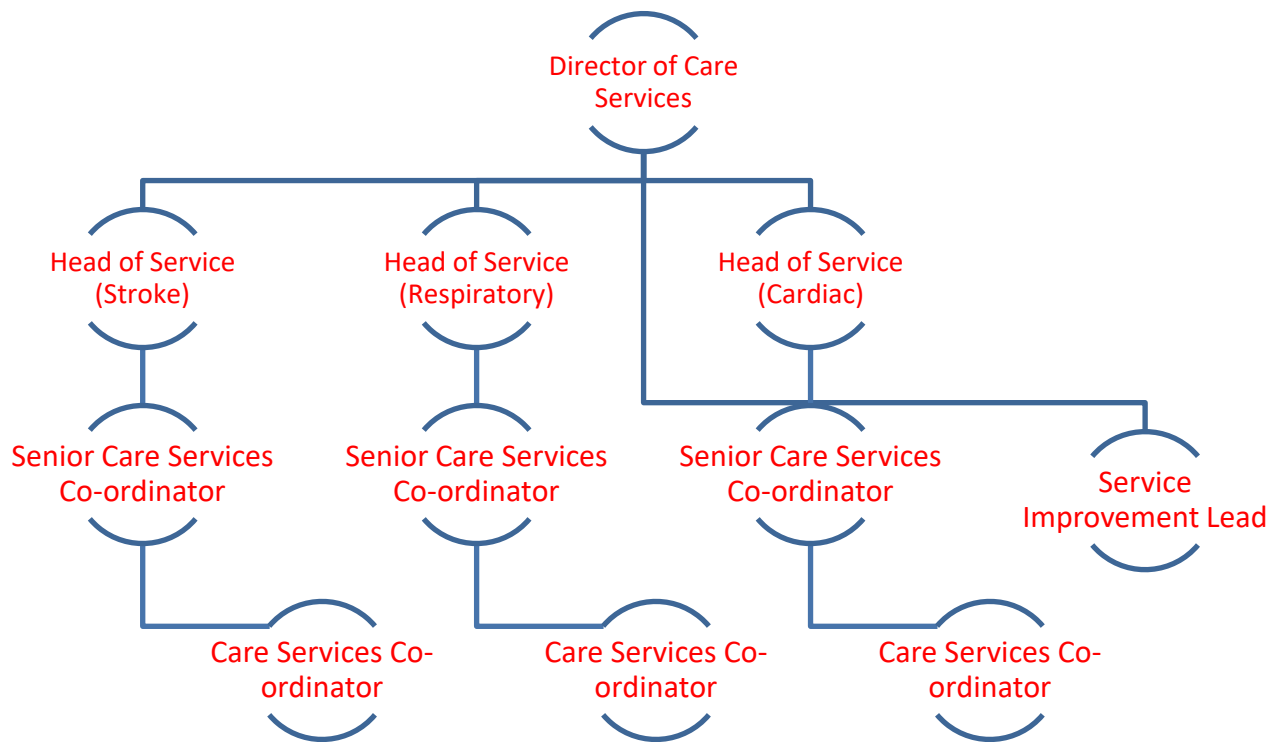 Director of Care
Services
Head of Service
(Stroke)
Head of Service
(Respiratory)
Head of Service
(Cardiac)
Senior Care Services
Co-ordinator
Senior Care Services
Co-ordinator
Senior Care Services
Co-ordinator
Service
Improvement Lead
Care Services Co-
ordinator
Care Services Co-
ordinator
Care Services Co-
ordinator